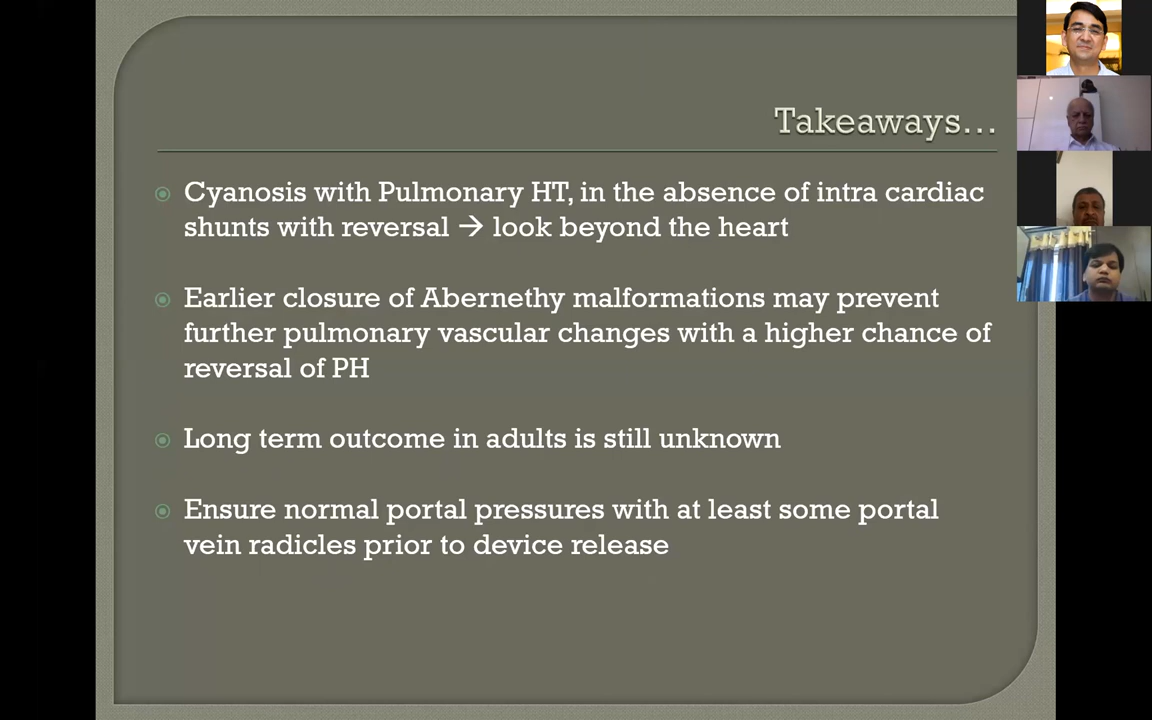 Takeaways...
Cyanosis with Pulmonary HT, in the absence of intra cardiac
shunts with reversal → look beyond the heart
Earlier closure of Abernethy malformations may prevent
further pulmonary vascular changes with a higher chance of
reversal of PH
Long term outcome in adults is still unknown
Ensure normal portal pressures with at least some portal
vein radicles prior to device release